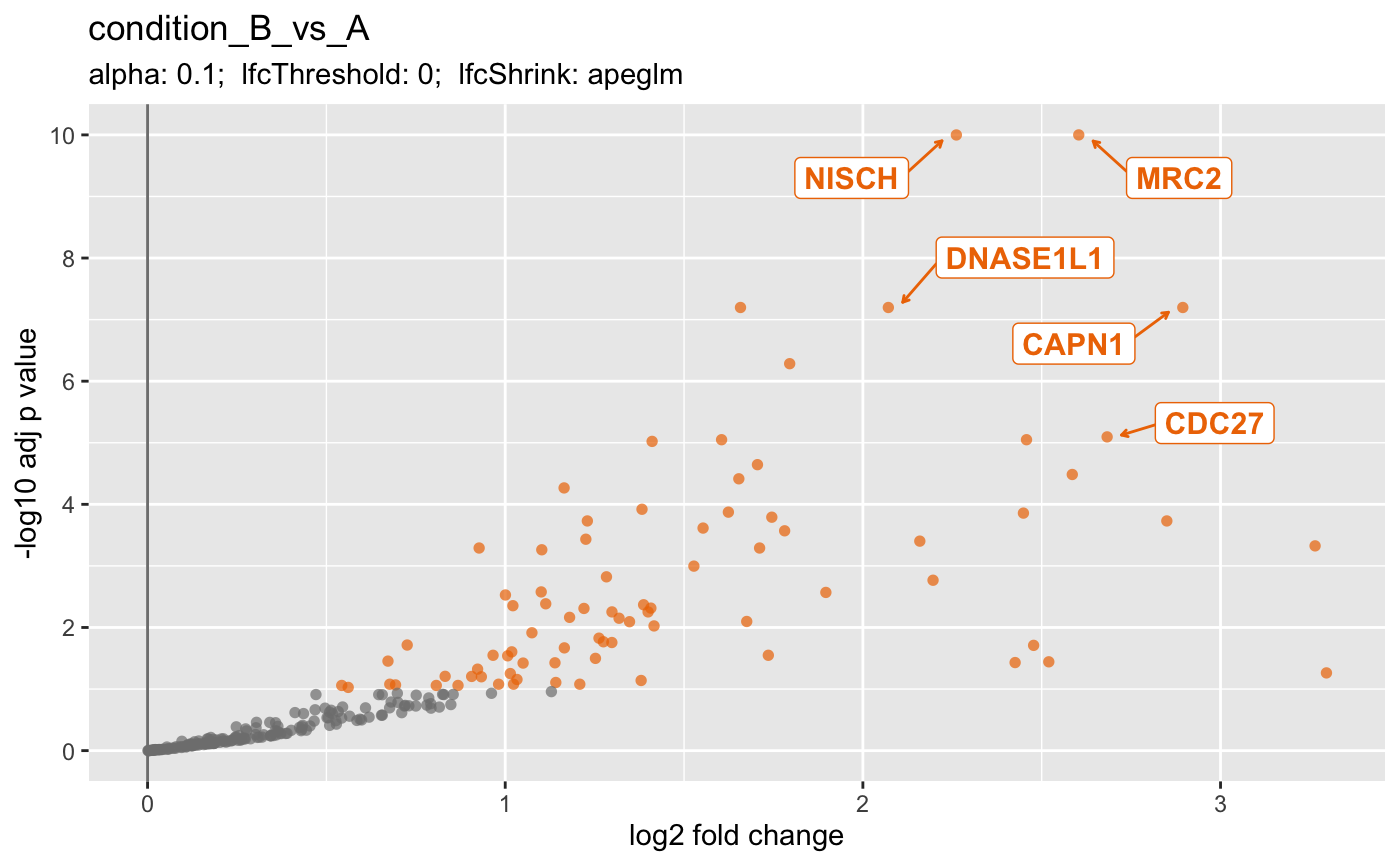 condition_B_vs_A
alpha: 0.1;  lfcThreshold: 0;  lfcShrink: apeglm
-log10 adj p value
10
8
6
4
2
0
NISCH
MRC2
DNASE1L1
CAPN1
CDC27
0
1
2
3
log2 fold change